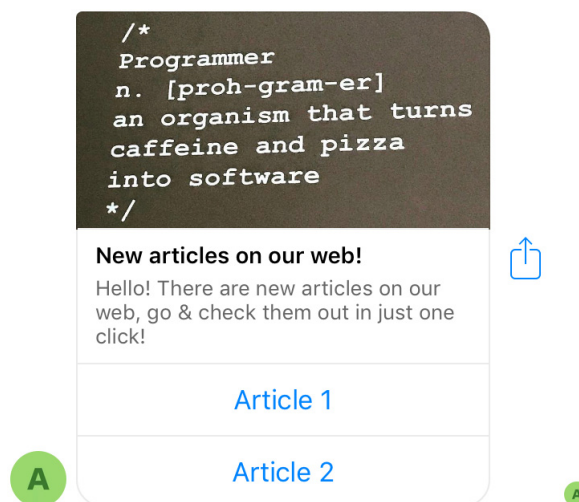 /*
Programmer
n. [proh-gram-er]
an organism that turns
caffeine and pizza
into software
*/
New articles on our web!
Hello! There are new articles on our
web, go & check them out in just one
click!
Article 1
Article 2
A
A